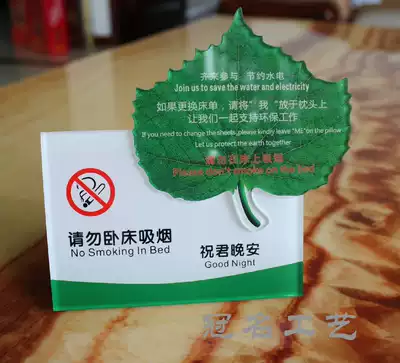 齐来参与 节约水电
Join us to save the water and electricity
如果更换床单，请将"我"放于枕头上
让我们一起支持环保工作
If you need to change the sheets,please kindley leave "ME"on the pillow
Let us protect the earth together
请勿在床上吸烟
Please don't smoke on the bed
请勿卧床吸烟
No Smoking In Bed
祝君晚安
Good Night
冠名工艺